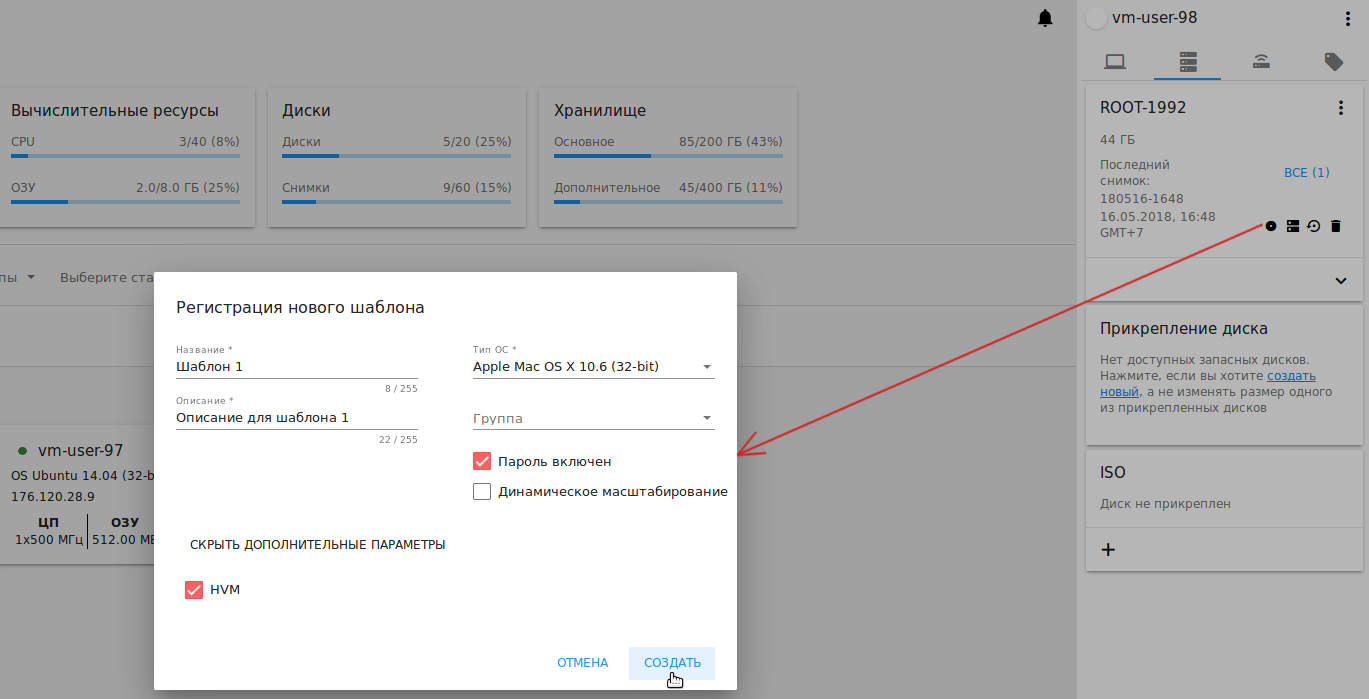 vm-user-98
Вычислительные ресурсы
CPU 3/40 (8%)
ОЗУ 2.0/8.0 ГБ (25%)
Диски
Диски 5/20 (25%)
Снимки 9/60 (15%)
Хранилище
Основное 85/200 ГБ (43%)
Дополнительное 45/400 ГБ (11%)
пы Выберите ста
vm-user-97
OS Ubuntu 14.04 (32-b
176.120.28.9
ЦП ОЗУ
1x500 МГц 512.00 МБ
Регистрация нового шаблона
Название *
Шаблон 1
8 / 255
Описание *
Описание для шаблона 1
22 / 255
Тип ОС *
Apple Mac OS X 10.6 (32-bit)
Группа
Пароль включен
Динамическое масштабирование
СКРЫТЬ ДОПОЛНИТЕЛЬНЫЕ ПАРАМЕТРЫ
HVM
ОТМЕНА СОЗДАТЬ
ROOT-1992
44 ГБ
Последний
снимок:
180516-1648
16.05.2018, 16:48
GMT+7
ВСЕ (1)
Прикрепление диска
Нет доступных запасных дисков.
Нажмите, если вы хотите создать
новый, а не изменять размер одного
из прикрепленных дисков
ISO
Диск не прикреплен